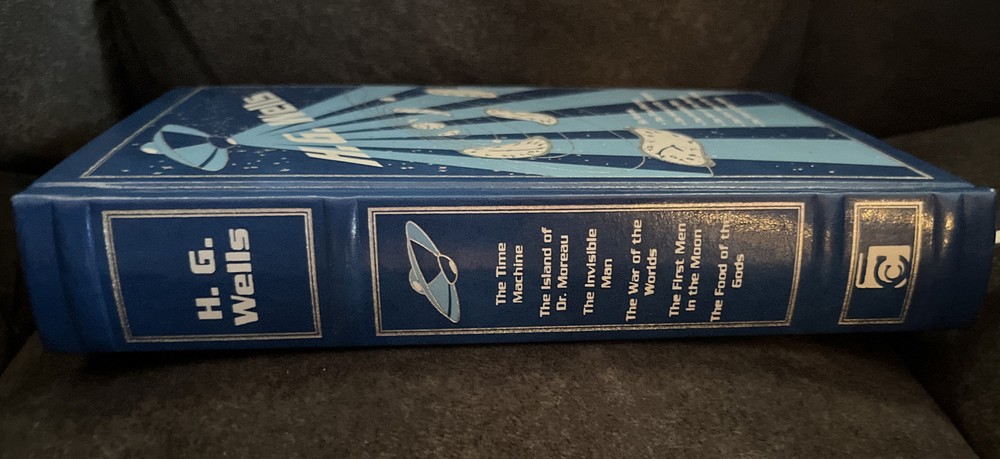 H. G.
Wells
The Time
Machine
The Island of
Dr. Moreau
The Invisible
Man
The War of the
Worlds
The First Men
in the Moon
The Food of the
Gods
H. G. Wells